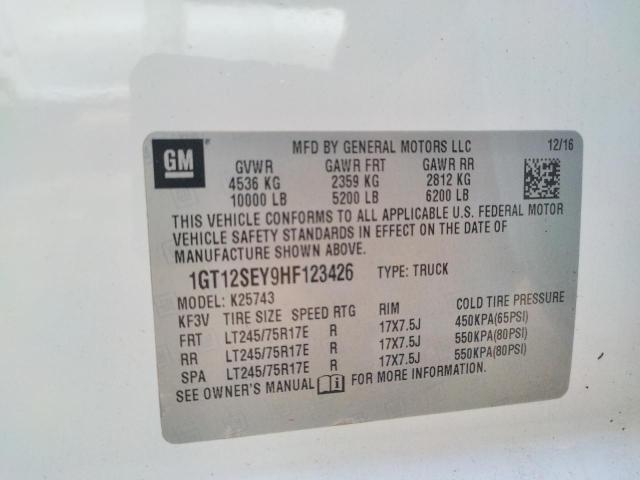 GM
MFD BY GENERAL MOTORS LLC 12/16
GVWR GAWR FRT GAWR RR
4536 KG 2359 KG 2812 KG
10000 LB 5200 LB 6200 LB
THIS VEHICLE CONFORMS TO ALL APPLICABLE U.S. FEDERAL MOTOR
VEHICLE SAFETY STANDARDS IN EFFECT ON THE DATE OF
MANUFACTURE SHOWN ABOVE.
1GT12SEY9HF123426 TYPE: TRUCK
MODEL: K25743
KF3V TIRE SIZE SPEED RTG RIM COLD TIRE PRESSURE
FRT LT245/75R17E R 17X7.5J 450KPA(65PSI)
RR LT245/75R17E R 17X7.5J 550KPA(80PSI)
SPA LT245/75R17E R 17X7.5J 550KPA(80PSI)
SEE OWNER'S MANUAL FOR MORE INFORMATION.